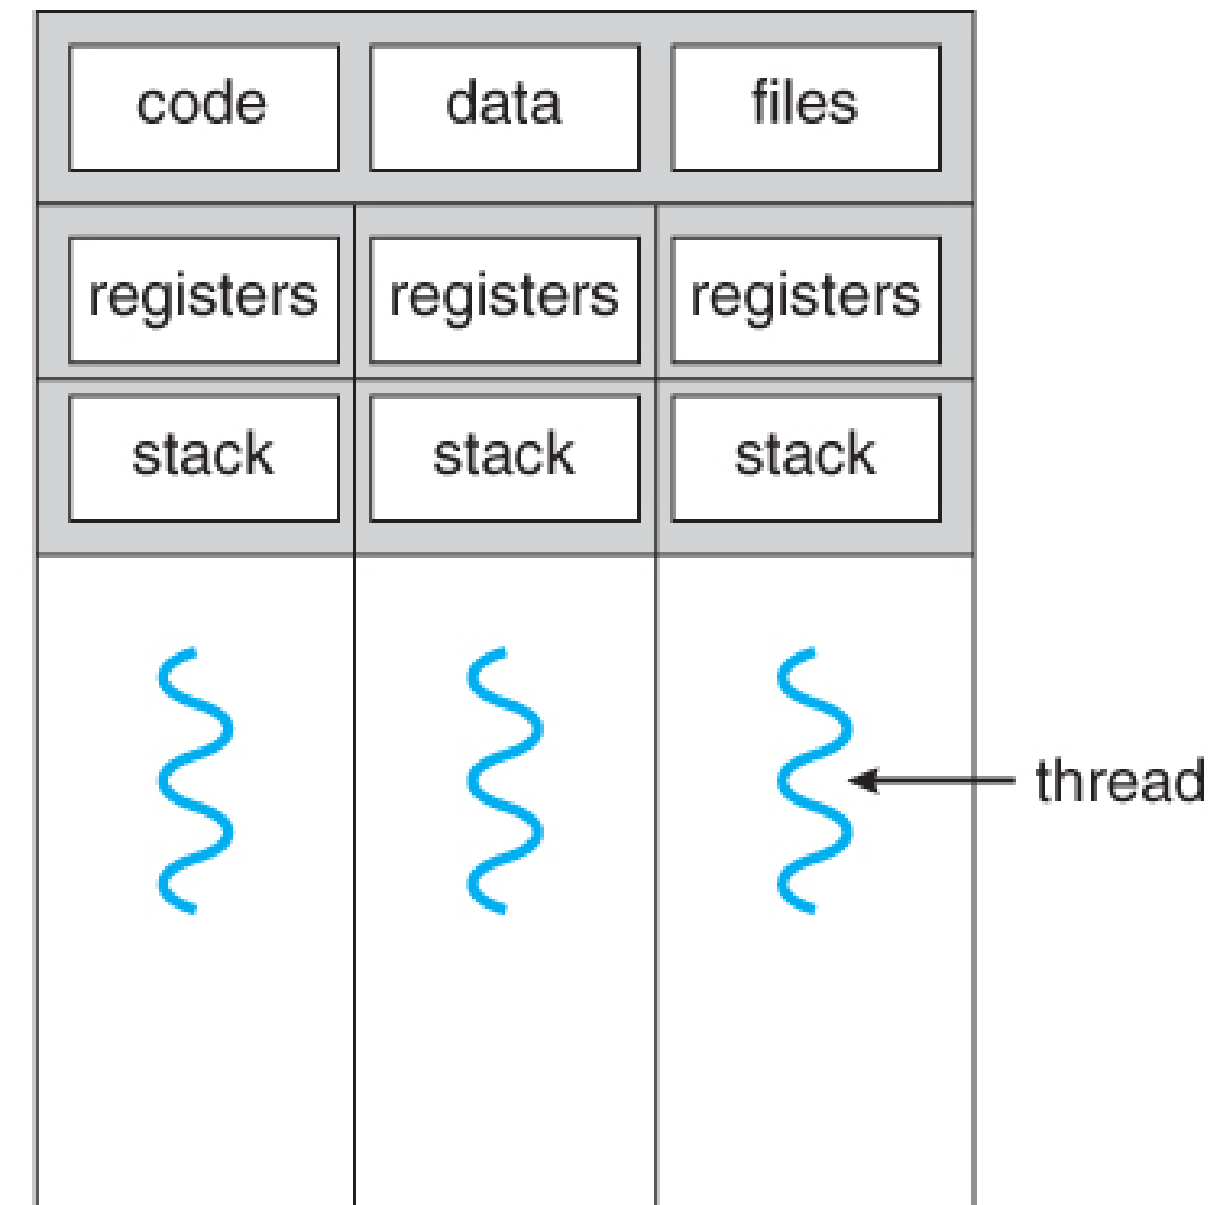 code data files
registers registers registers
stack stack stack
thread